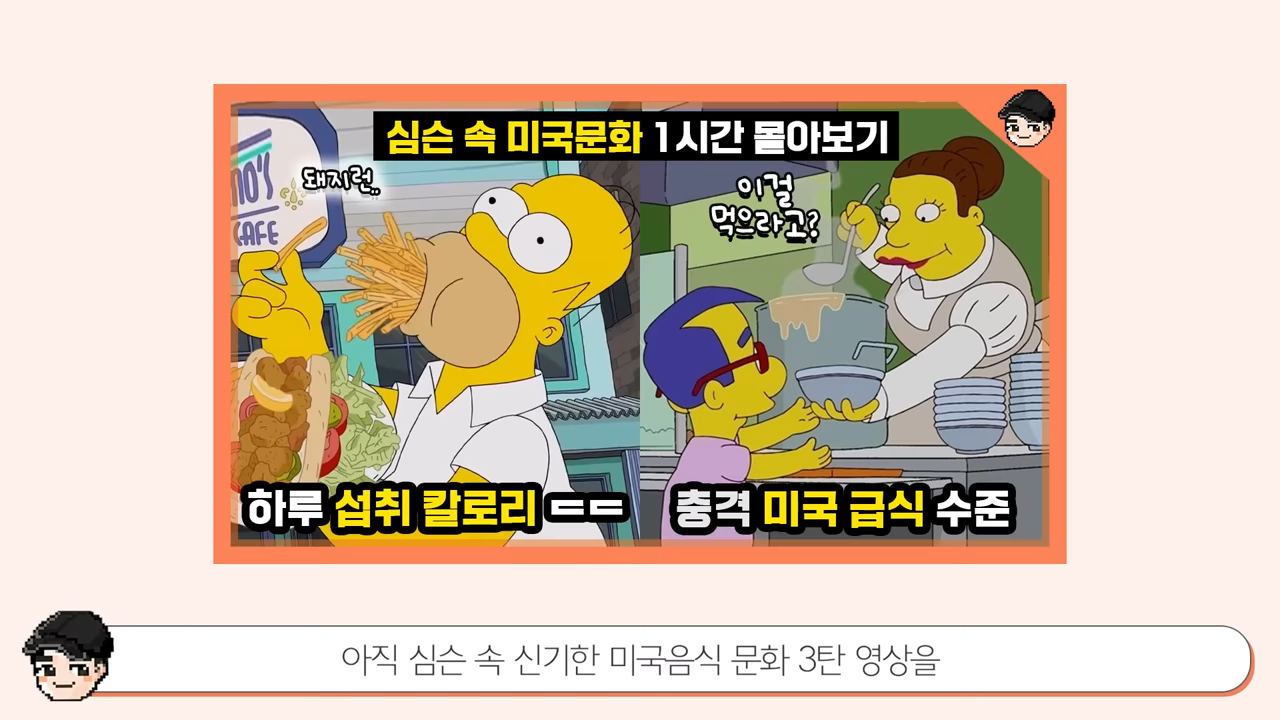 심슨 속 미국문화 1시간 몰아보기
MO'S
CAFE
돼지런..
이걸
먹으라고?
하루 섭취 칼로리 ㄷㄷ
충격 미국 급식 수준
아직 심슨 속 신기한 미국음식 문화 3탄 영상을